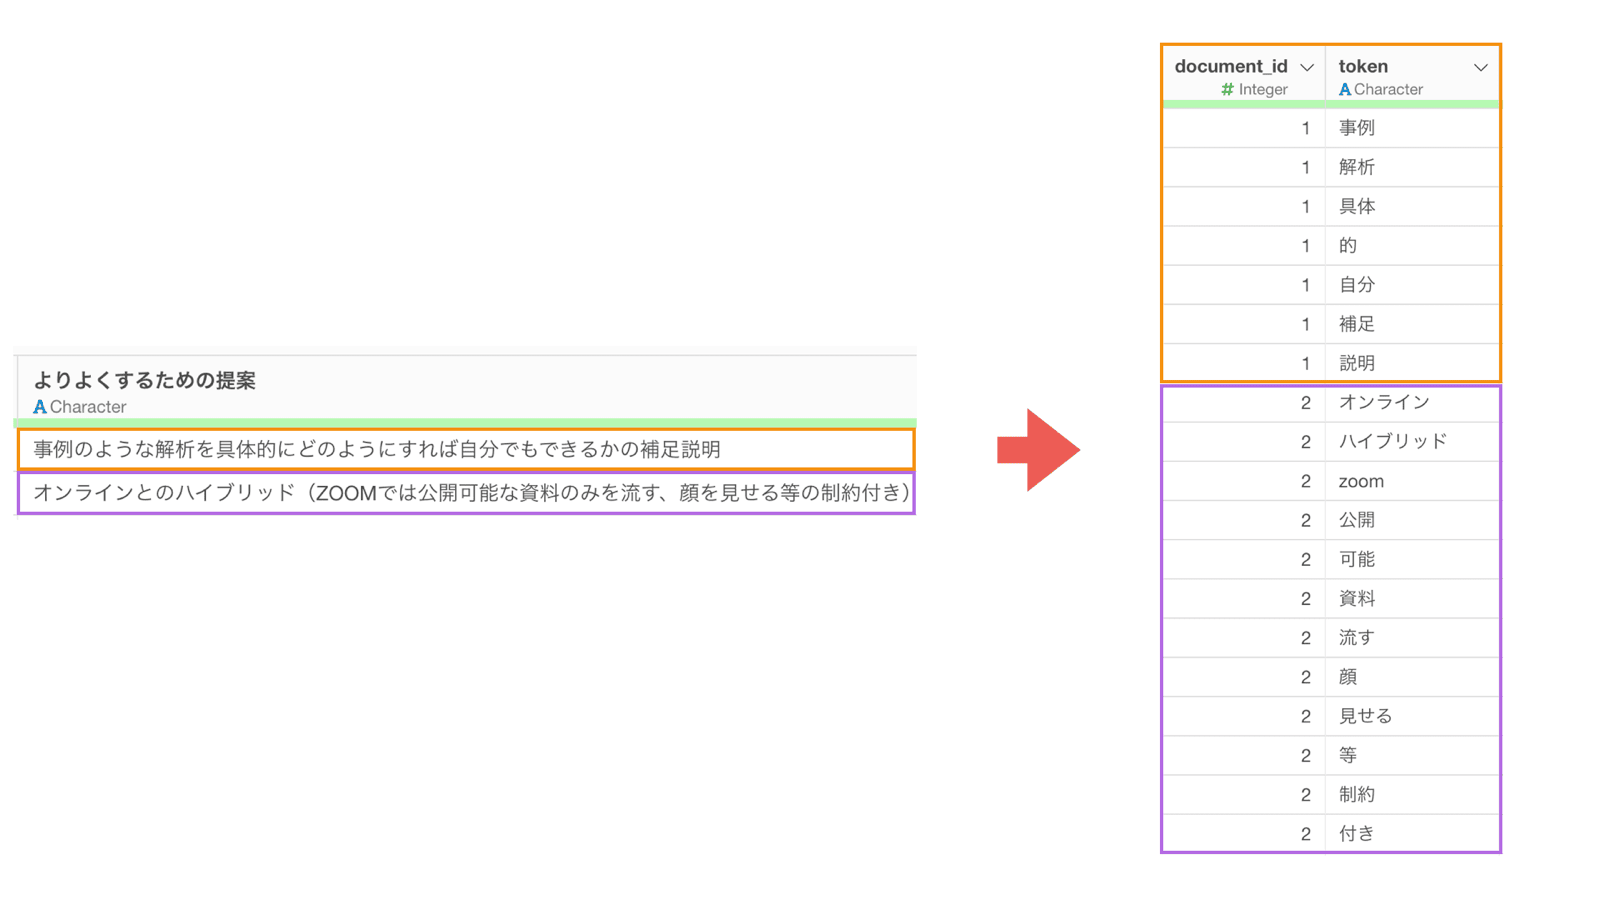 よりよくするための提案
A Character
事例のような解析を具体的にどのようにすれば自分でもできるかの補足説明
オンラインとのハイブリッド（ZOOMでは公開可能な資料のみを流す、顔を見せる等の制約付き）
document_id token
# Integer A Character
1 事例
1 解析
1 具体
1 的
1 自分
1 補足
1 説明
2 オンライン
2 ハイブリッド
2 zoom
2 公開
2 可能
2 資料
2 流す
2 顔
2 見せる
2 等
2 制約
2 付き